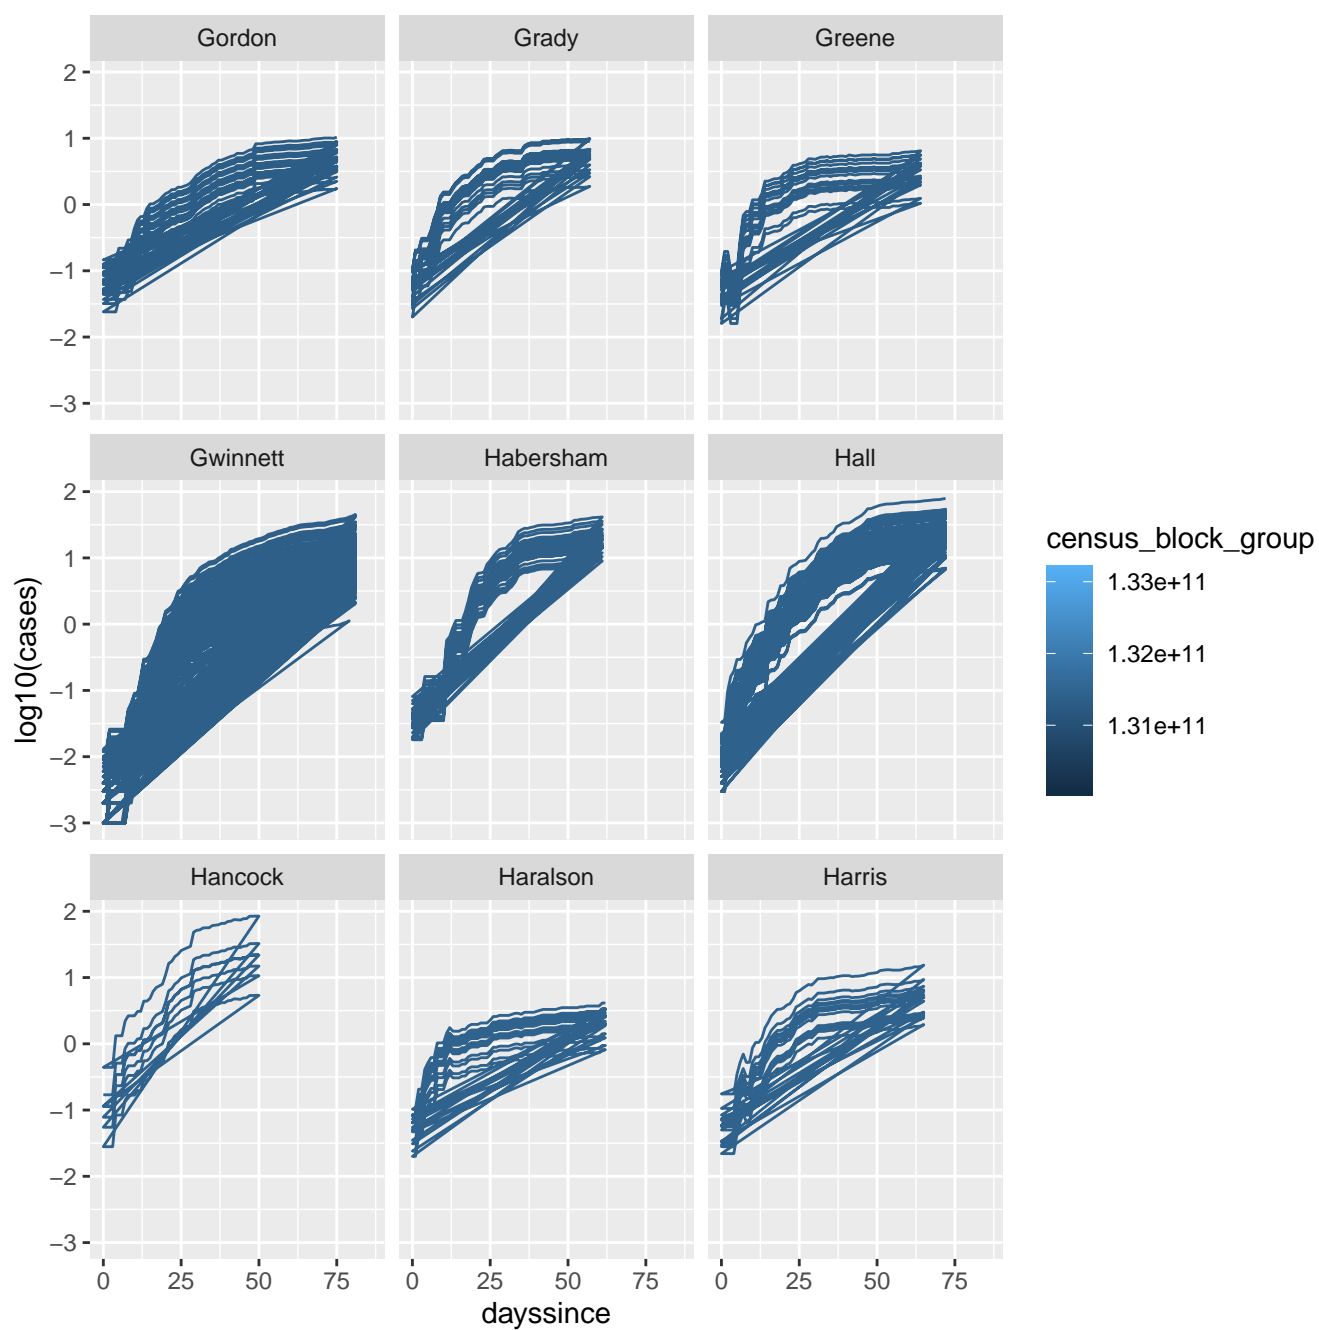 Gordon Grady Greene
2
1
0
−1
−2
−3
Gwinnett Habersham Hall
2
1
0
−1
−2
−3
Hancock Haralson Harris
2
1
0
−1
−2
−3
0 25 50 75 0 25 50 75 0 25 50 75
dayssince
log10(cases)
census_block_group
1.33e+11
1.32e+11
1.31e+11